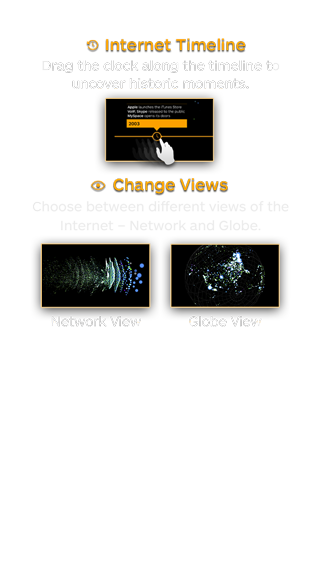 Internet Timeline
Drag the clock along the timeline to
uncover historic moments.
Apple launches the iTunes Store
VoIP, Skype released to the public
MySpace opens its doors
2003
Change Views
Choose between different views of the
Internet – Network and Globe.
Network View
Globe View